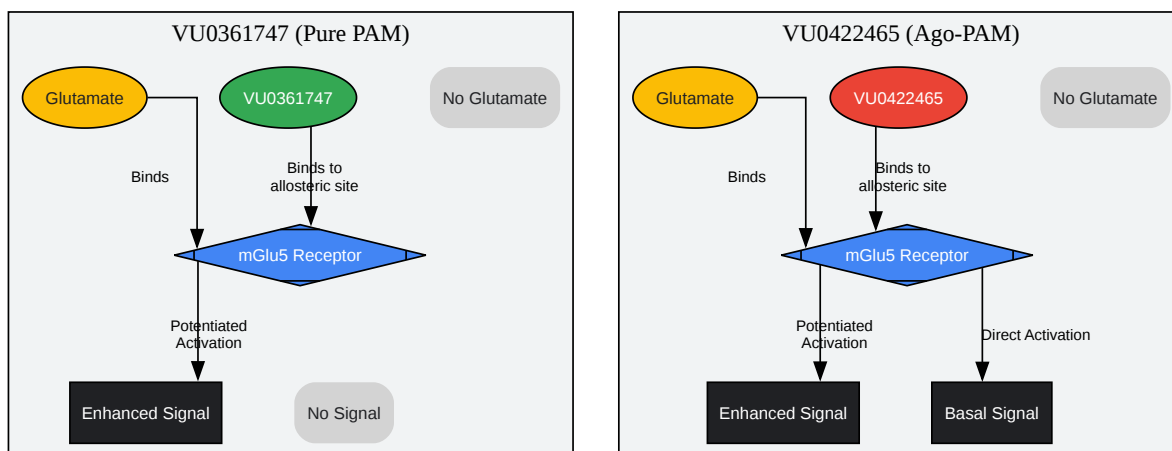 VU0361747 (Pure PAM)
Glutamate
VU0361747
No Glutamate
Binds
Binds to
allosteric site
mGlu5 Receptor
Potentiated
Activation
Enhanced Signal
No Signal
VU0422465 (Ago-PAM)
Glutamate
VU0422465
No Glutamate
Binds
Binds to
allosteric site
mGlu5 Receptor
Potentiated
Activation
Direct Activation
Enhanced Signal
Basal Signal